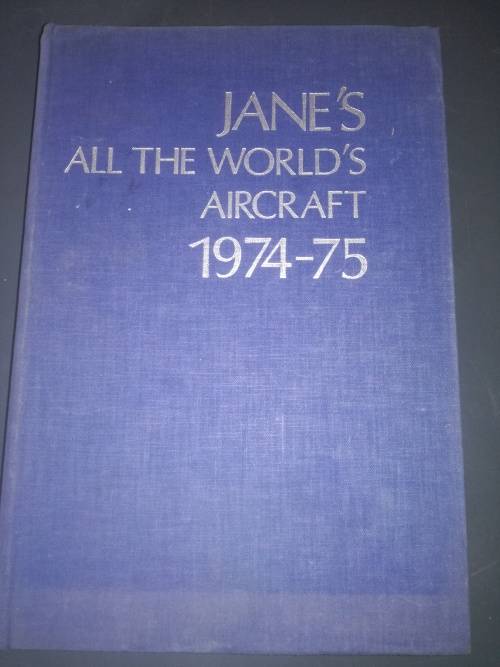 JANE'S
ALL THE WORLD'S
AIRCRAFT
1974-75